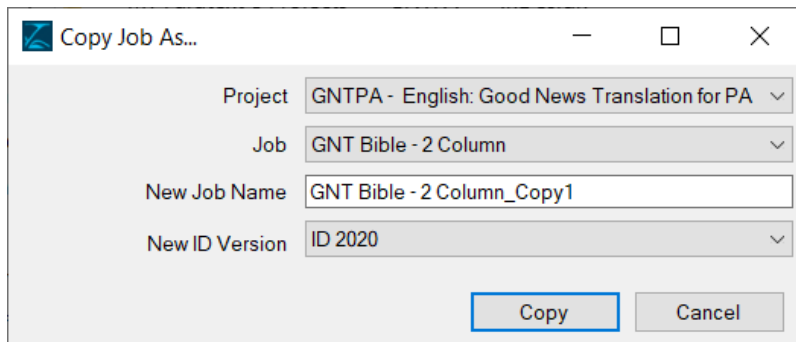 Copy Job As...
Project GNTPA - English: Good News Translation for PA
Job GNT Bible - 2 Column
New Job Name GNT Bible - 2 Column_Copy1
New ID Version ID 2020
Copy Cancel